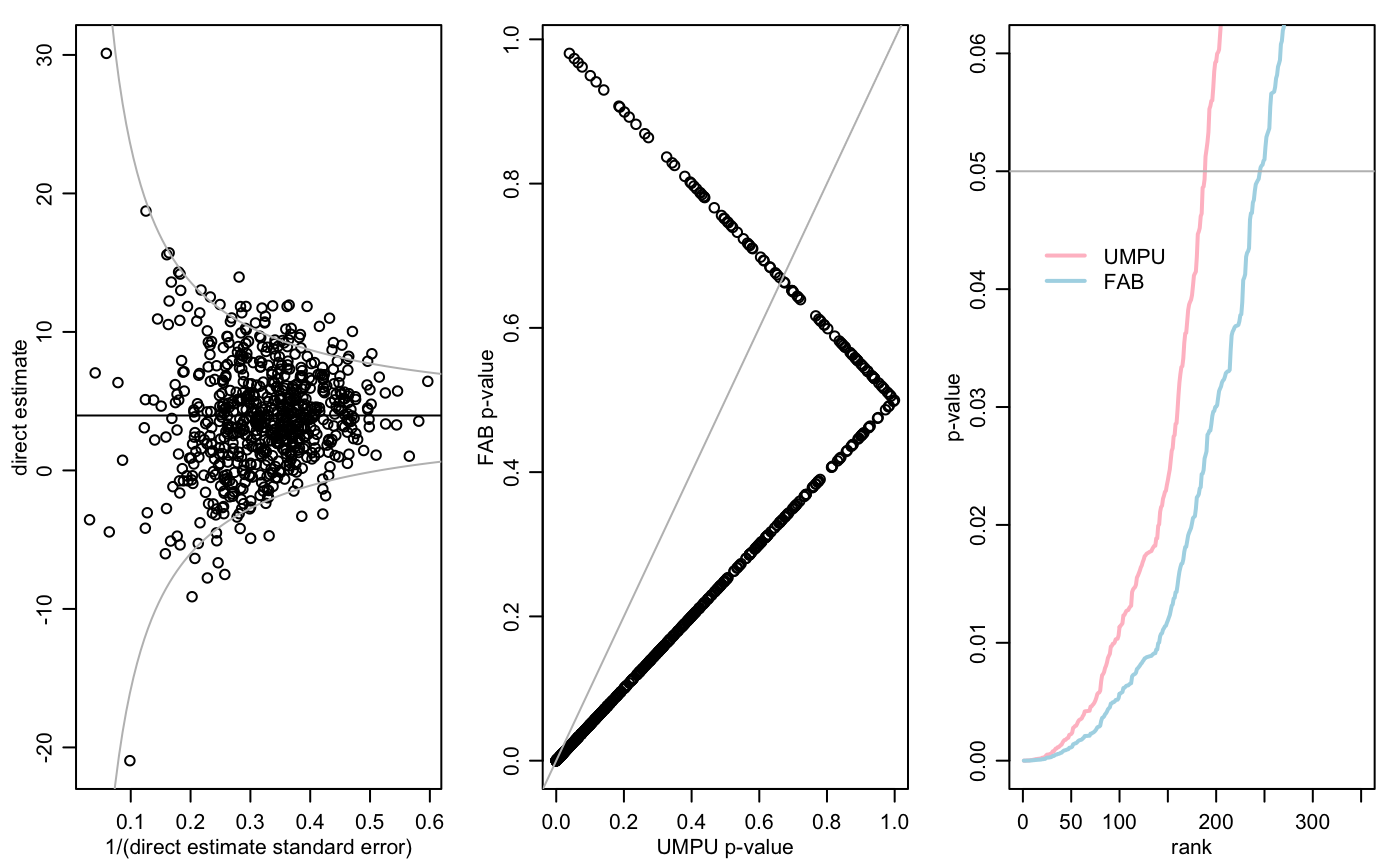 direct estimate
30
20
10
0
-10
-20
0.1 0.2 0.3 0.4 0.5 0.6
1/(direct estimate standard error)
FAB p-value
1.0
0.8
0.6
0.4
0.2
0.0
0.0 0.2 0.4 0.6 0.8 1.0
UMPU p-value
p-value
0.06
0.05
0.04
0.03
0.02
0.01
0.00
UMPU
FAB
0 50 100 200 300
rank